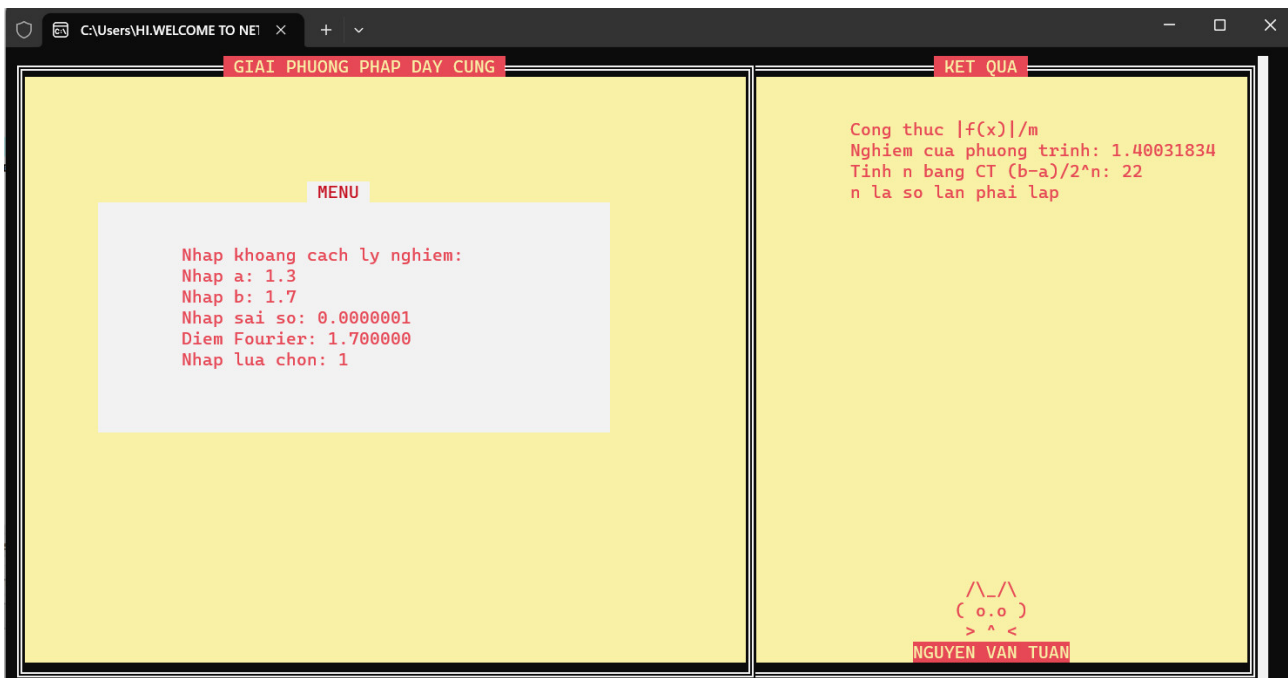 C:\Users\HI.WELCOME TO NET
GIAI PHUONG PHAP DAY CUNG
MENU
Nhap khoang cach ly nghiem:
Nhap a: 1.3
Nhap b: 1.7
Nhap sai so: 0.0000001
Diem Fourier: 1.700000
Nhap lua chon: 1
KET QUA
Cong thuc |f(x)|/m
Nghiem cua phuong trinh: 1.40031834
Tinh n bang CT (b-a)/2^n: 22
n la so lan phai lap
/\_/\
( o.o )
> ^ <
NGUYEN VAN TUAN